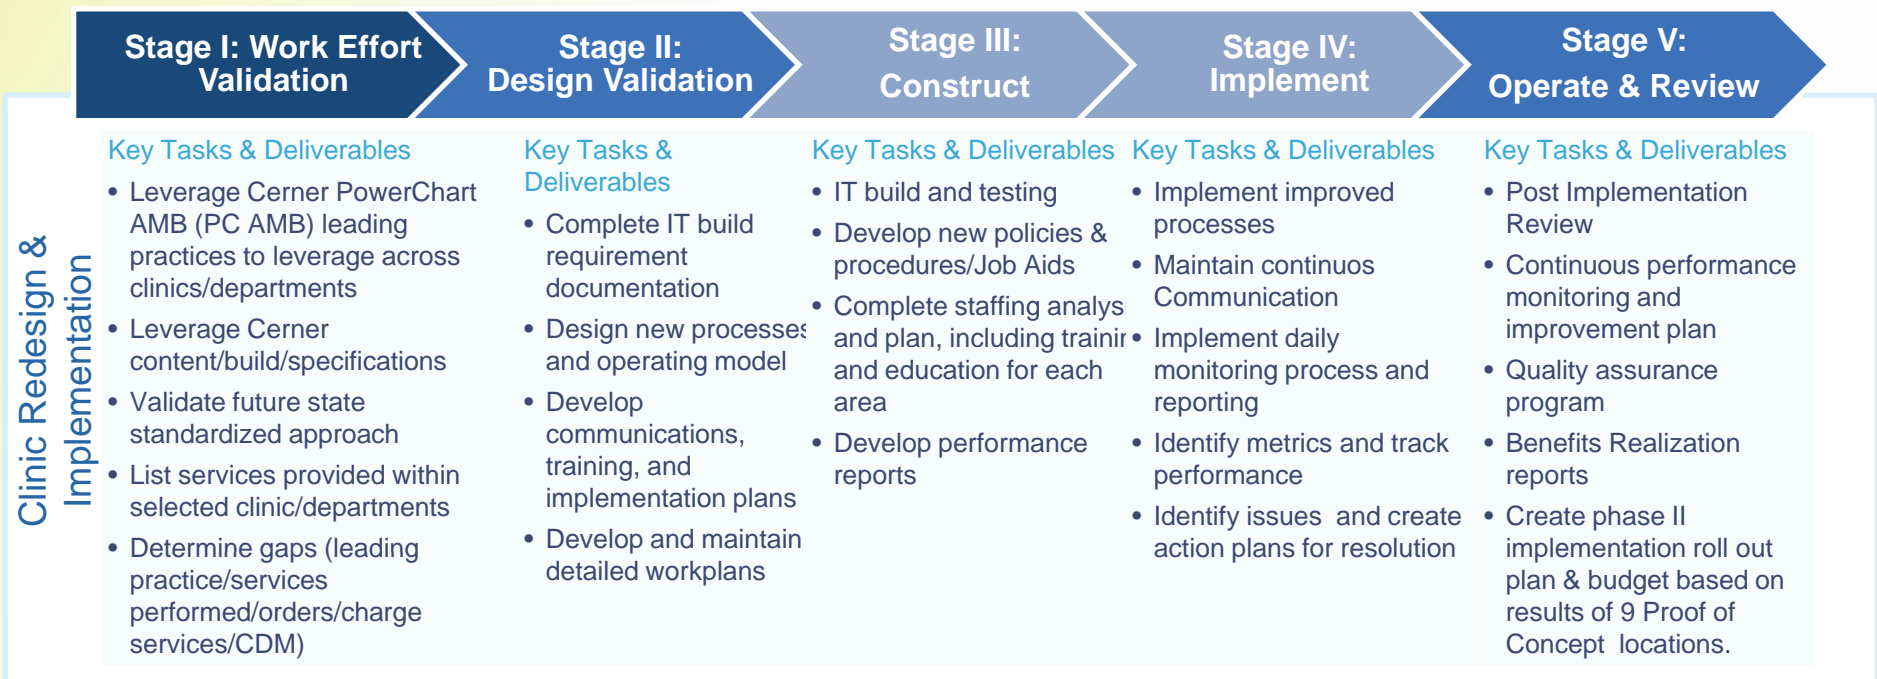 Stage I: Work Effort
Validation
Stage II:
Design Validation
Stage III:
Construct
Stage IV:
Implement
Stage V:
Operate & Review
Clinic Redesign &
Implementation
Key Tasks & Deliverables
• Leverage Cerner PowerChart
AMB (PC AMB) leading
practices to leverage across
clinics/departments
• Leverage Cerner
content/build/specifications
• Validate future state
standardized approach
• List services provided within
selected clinic/departments
• Determine gaps (leading
practice/services
performed/orders/charge
services/CDM)
Key Tasks &
Deliverables
• Complete IT build
requirement
documentation
• Design new processes
and operating model
• Develop
communications,
training, and
implementation plans
• Develop and maintain
detailed workplans
Key Tasks & Deliverables
• IT build and testing
• Develop new policies &
procedures/Job Aids
• Complete staffing analysi
and plan, including trainin
and education for each
area
• Develop performance
reports
Key Tasks & Deliverables
• Implement improved
processes
• Maintain continuos
Communication
• Implement daily
monitoring process and
reporting
• Identify metrics and track
performance
• Identify issues  and create
action plans for resolution
Key Tasks & Deliverables
• Post Implementation
Review
• Continuous performance
monitoring and
improvement plan
• Quality assurance
program
• Benefits Realization
reports
• Create phase II
implementation roll out
plan & budget based on
results of 9 Proof of
Concept  locations.